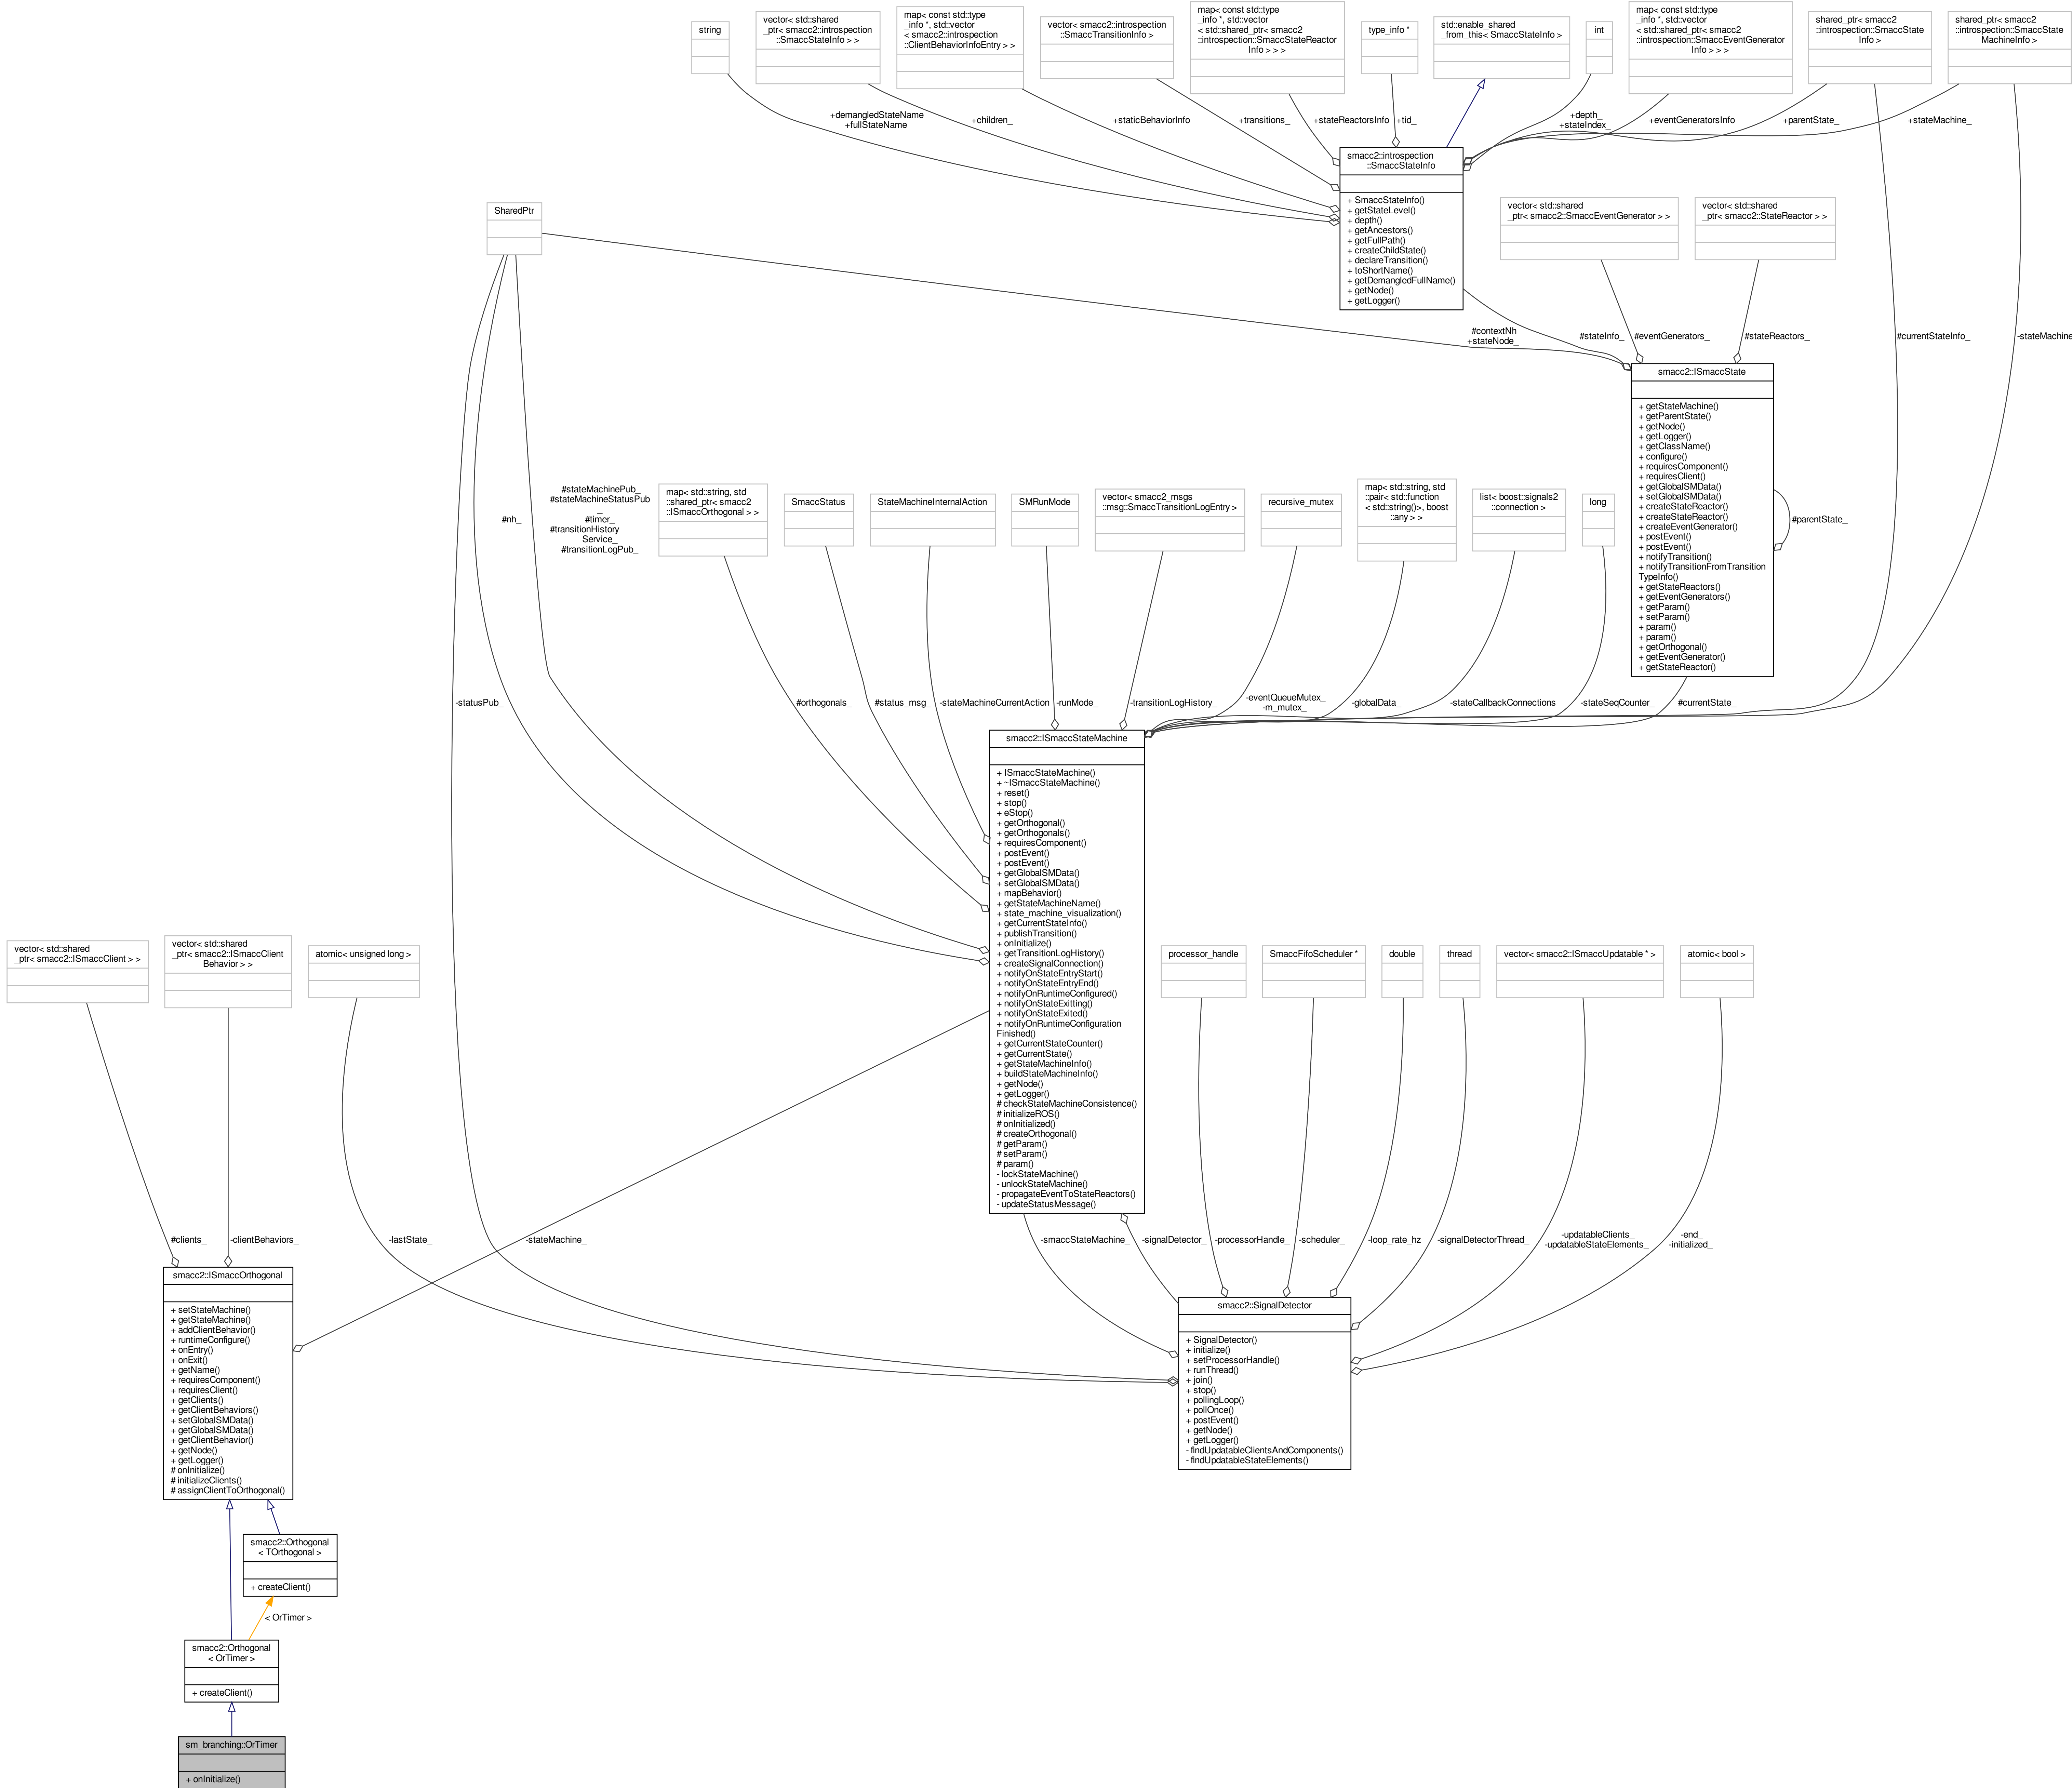 string
vector< std::shared
_ptr< smacc2::introspection
::SmaccStateInfo > >
map< const std::type
_info *, std::vector
< smacc2::introspection
::ClientBehaviorInfoEntry > >
vector< smacc2::introspection
::SmaccTransitionInfo >
map< const std::type
_info *, std::vector
< std::shared_ptr< smacc2
::introspection::SmaccStateReactor
Info > > >
type_info *
std::enable_shared
_from_this< SmaccStateInfo >
int
map< const std::type
_info *, std::vector
< std::shared_ptr< smacc2
::introspection::SmaccEventGenerator
Info > > >
shared_ptr< smacc2
::introspection::SmaccState
Info >
shared_ptr< smacc2
::introspection::SmaccState
MachineInfo >
+demangledStateName
+fullStateName
+children_
+staticBehaviorInfo
+transitions_
+stateReactorsInfo
+tid_
+depth_
+stateIndex_
+eventGeneratorsInfo
+parentState_
+stateMachine_
smacc2::introspection
::SmaccStateInfo
+ SmaccStateInfo()
+ getStateLevel()
+ depth()
+ getAncestors()
+ getFullPath()
+ createChildState()
+ declareTransition()
+ toShortName()
+ getDemangledFullName()
+ getNode()
+ getLogger()
SharedPtr
vector< std::shared
_ptr< smacc2::SmaccEventGenerator > >
vector< std::shared
_ptr< smacc2::StateReactor > >
#contextNh
+stateNode_
#stateInfo_
#eventGenerators_
#stateReactors_
#currentStateInfo_
-stateMachine
smacc2::ISmaccState
+ getStateMachine()
+ getParentState()
+ getNode()
+ getLogger()
+ getClassName()
+ configure()
+ requiresComponent()
+ requiresClient()
+ getGlobalSMData()
+ setGlobalSMData()
+ createStateReactor()
+ createStateReactor()
+ createEventGenerator()
+ postEvent()
+ postEvent()
+ notifyTransition()
+ notifyTransitionFromTransition
TypeInfo()
+ getStateReactors()
+ getEventGenerators()
+ getParam()
+ setParam()
+ param()
+ param()
+ getOrthogonal()
+ getEventGenerator()
+ getStateReactor()
#parentState_
#nh_
#stateMachinePub_
#stateMachineStatusPub
_
#timer_
#transitionHistory
Service_
#transitionLogPub_
map< std::string, std
::shared_ptr< smacc2
::ISmaccOrthogonal > >
SmaccStatus
StateMachineInternalAction
SMRunMode
vector< smacc2_msgs
::msg::SmaccTransitionLogEntry >
recursive_mutex
map< std::string, std
::pair< std::function
< std::string()>, boost
::any > >
list< boost::signals2
::connection >
long
-statusPub_
#orthogonals_
#status_msg_
-stateMachineCurrentAction
-runMode_
-transitionLogHistory_
-eventQueueMutex_
-m_mutex_
-globalData_
-stateCallbackConnections
-stateSeqCounter_
#currentState_
smacc2::ISmaccStateMachine
+ ISmaccStateMachine()
+ ~ISmaccStateMachine()
+ reset()
+ stop()
+ eStop()
+ getOrthogonal()
+ getOrthogonals()
+ requiresComponent()
+ postEvent()
+ postEvent()
+ getGlobalSMData()
+ setGlobalSMData()
+ mapBehavior()
+ getStateMachineName()
+ state_machine_visualization()
+ getCurrentStateInfo()
+ publishTransition()
+ onInitialize()
+ getTransitionLogHistory()
+ createSignalConnection()
+ notifyOnStateEntryStart()
+ notifyOnStateEntryEnd()
+ notifyOnRuntimeConfigured()
+ notifyOnStateExitting()
+ notifyOnStateExited()
+ notifyOnRuntimeConfiguration
Finished()
+ getCurrentStateCounter()
+ getCurrentState()
+ getStateMachineInfo()
+ buildStateMachineInfo()
+ getNode()
+ getLogger()
# checkStateMachineConsistence()
# initializeROS()
# onInitialized()
# createOrthogonal()
# getParam()
# setParam()
# param()
- lockStateMachine()
- unlockStateMachine()
- propagateEventToStateReactors()
- updateStatusMessage()
vector< std::shared
_ptr< smacc2::ISmaccClient > >
vector< std::shared
_ptr< smacc2::ISmaccClient
Behavior > >
atomic< unsigned long >
processor_handle
SmaccFifoScheduler *
double
thread
vector< smacc2::ISmaccUpdatable * >
atomic< bool >
#clients_
-clientBehaviors_
-lastState_
-stateMachine_
-smaccStateMachine_
-signalDetector_
-processorHandle_
-scheduler_
-loop_rate_hz
-signalDetectorThread_
-updatableClients_
-updatableStateElements_
-end_
-initialized_
smacc2::ISmaccOrthogonal
+ setStateMachine()
+ getStateMachine()
+ addClientBehavior()
+ runtimeConfigure()
+ onEntry()
+ onExit()
+ getName()
+ requiresComponent()
+ requiresClient()
+ getClients()
+ getClientBehaviors()
+ setGlobalSMData()
+ getGlobalSMData()
+ getClientBehavior()
+ getNode()
+ getLogger()
# onInitialize()
# initializeClients()
# assignClientToOrthogonal()
smacc2::SignalDetector
+ SignalDetector()
+ initialize()
+ setProcessorHandle()
+ runThread()
+ join()
+ stop()
+ pollingLoop()
+ pollOnce()
+ postEvent()
+ getNode()
+ getLogger()
- findUpdatableClientsAndComponents()
- findUpdatableStateElements()
smacc2::Orthogonal
< TOrthogonal >
+ createClient()
< OrTimer >
smacc2::Orthogonal
< OrTimer >
+ createClient()
sm_branching::OrTimer
+ onInitialize()